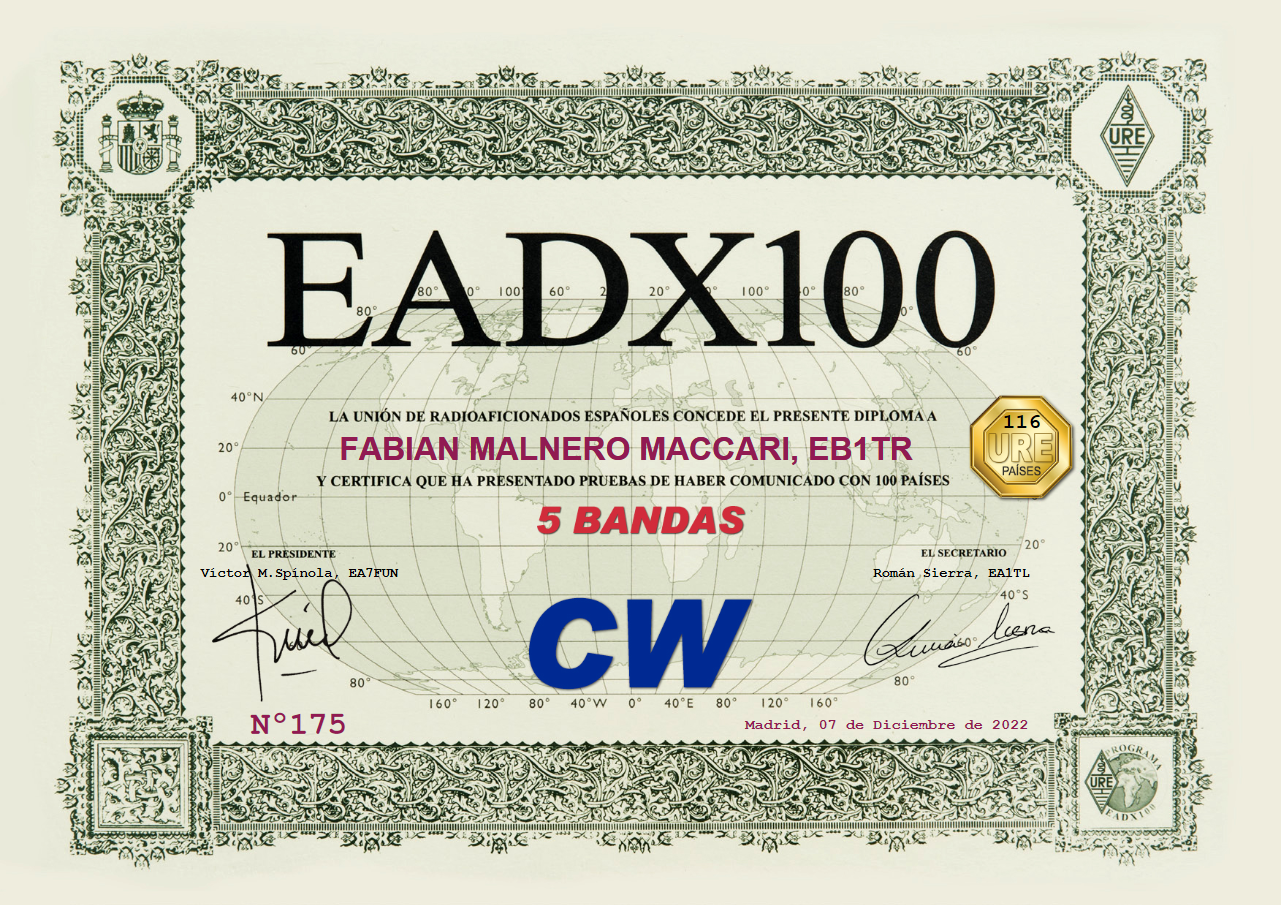 URE
EADX100
80° 100° 60° 20° 100° 80°
80°
60° 60°
40°N
LA UNIÓN DE RADIOAFICIONADOS ESPAÑOLES CONCEDE EL PRESENTE DIPLOMA A
116
FABIAN MALNERO MACCARI, EB1TR
URE
20°
PAÍSES
Y CERTIFICA QUE HA PRESENTADO PRUEBAS DE HABER COMUNICADO CON 100 PAÍSES
0° Equador
5 BANDAS
20° 20°
EL PRESIDENTE EL SECRETARIO
Víctor M.Spínola, EA7FUN Román Sierra, EA1TL
40°S 40°S
CW
60°
80° 80°
160° 120° 80° 40°W 0° 40°E 80° 120° 160°
Nº175 Madrid, 07 de Diciembre de 2022
PROGRAMA
URE
EADX100